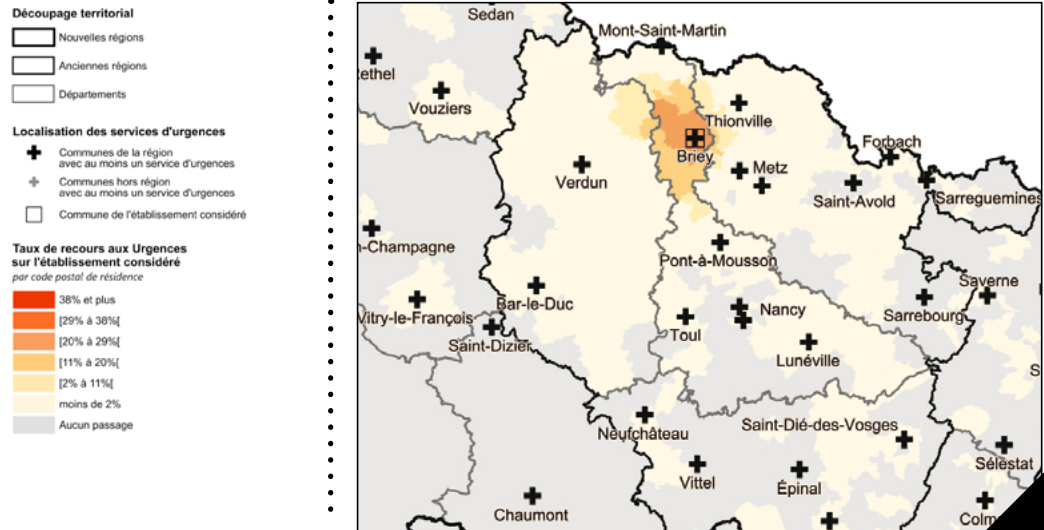 Découpage territorial
Nouvelles régions
Anciennes régions
Départements
Localisation des services d'urgences
Communes de la région
avec au moins un service d'urgences
Communes hors région
avec au moins un service d'urgences
Commune de l'établissement considéré
Taux de recours aux Urgences
sur l'établissement considéré
par code postal de résidence
38% et plus
[29% à 38%[
[20% à 29%[
[11% à 20%[
[2% à 11%[
moins de 2%
Aucun passage
Sedan
Mont-Saint-Martin
ethel
Vouziers
Thionville
Forbach
Briey
Metz
Verdun
Saint-Avold
Sarreguemines
n-Champagne
Pont-à-Mousson
Saverne
Bar-le-Duc
Vitry-le-François
Nancy
Sarrebourg
Toul
Saint-Dizier
Lunéville
S
Saint-Dié-des-Vosges
Neufchâteau
Sélestat
Vittel
Épinal
Chaumont
Colm